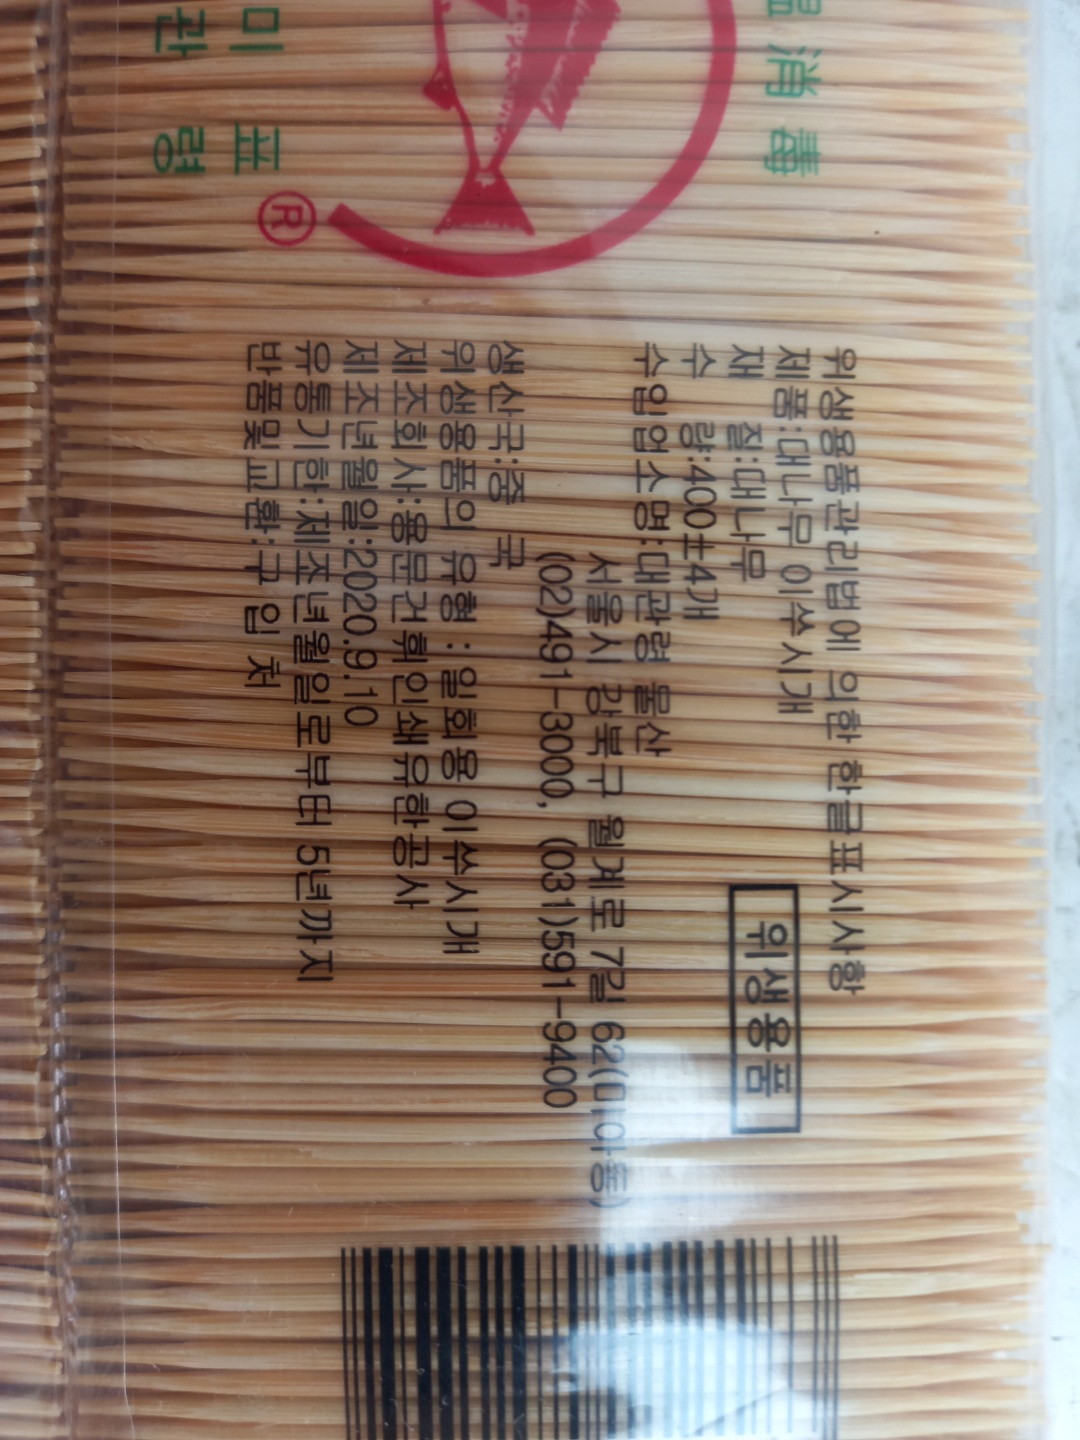 溫消毒
미표
관령
®
위생용품관리법에 의한 한글표시사항
제품:대나무 이쑤시개
재 질:대나무
위생용품
수 량:400±4개
수입업소명:대관령 물산
서울시 강북구 월계로 7길 62(미아동)
(02)491-3000, (031)591-9400
생산국:중 국
위생용품의 유형 : 일회용 이쑤시개
제조회사:용문건휘인쇄유한공사
제조년월일:2020.9.10
유통기한:제조년월일로부터 5년까지
반품및교환:구입처